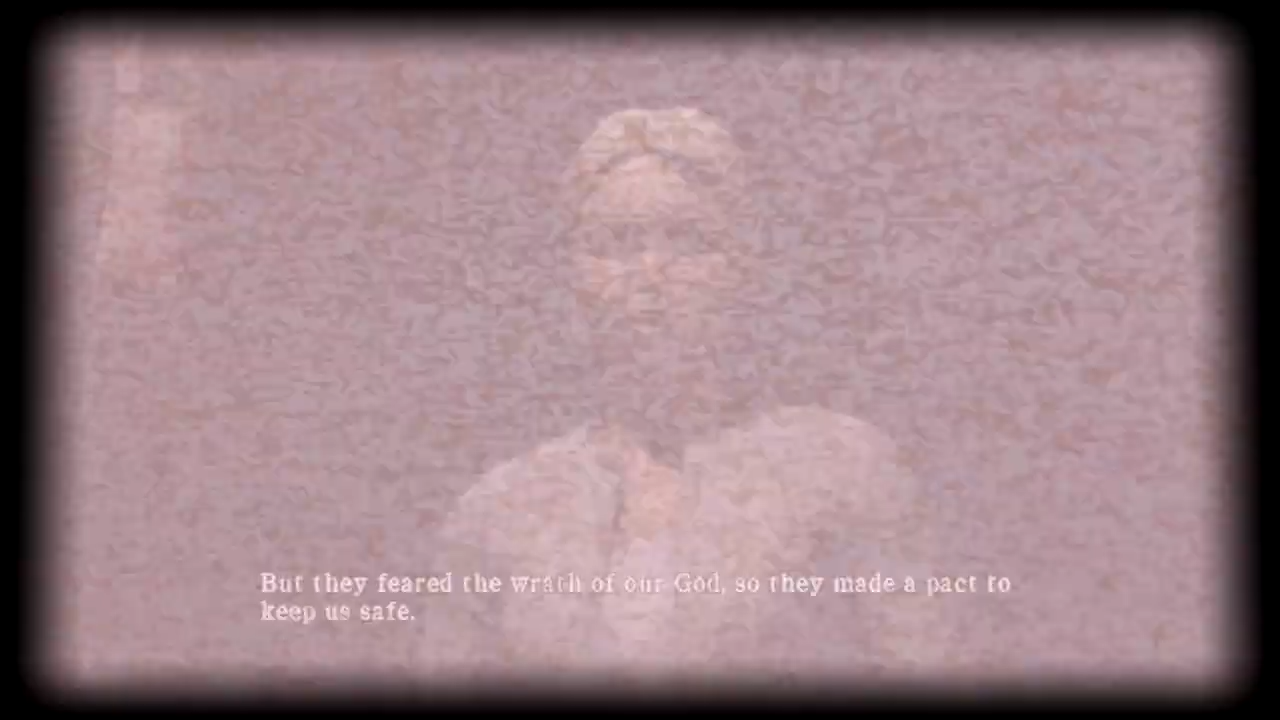 But they feared the wrath of our God, so they made a pact to
keep us safe.